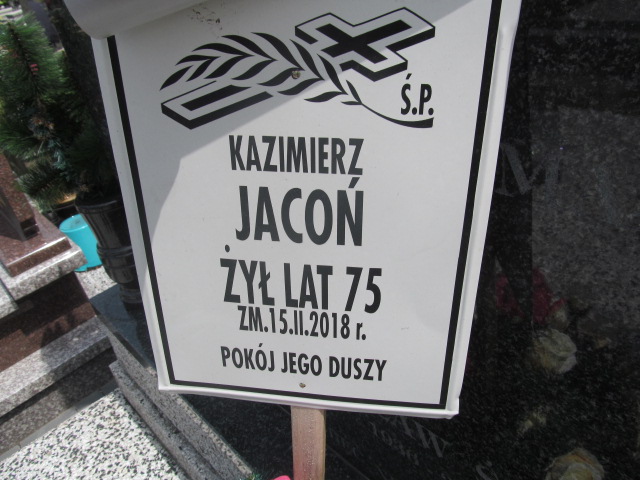 Ś.P.
KAZIMIERZ
JACOŃ
ŻYŁ LAT 75
ZM.15.II.2018 r.
POKÓJ JEGO DUSZY